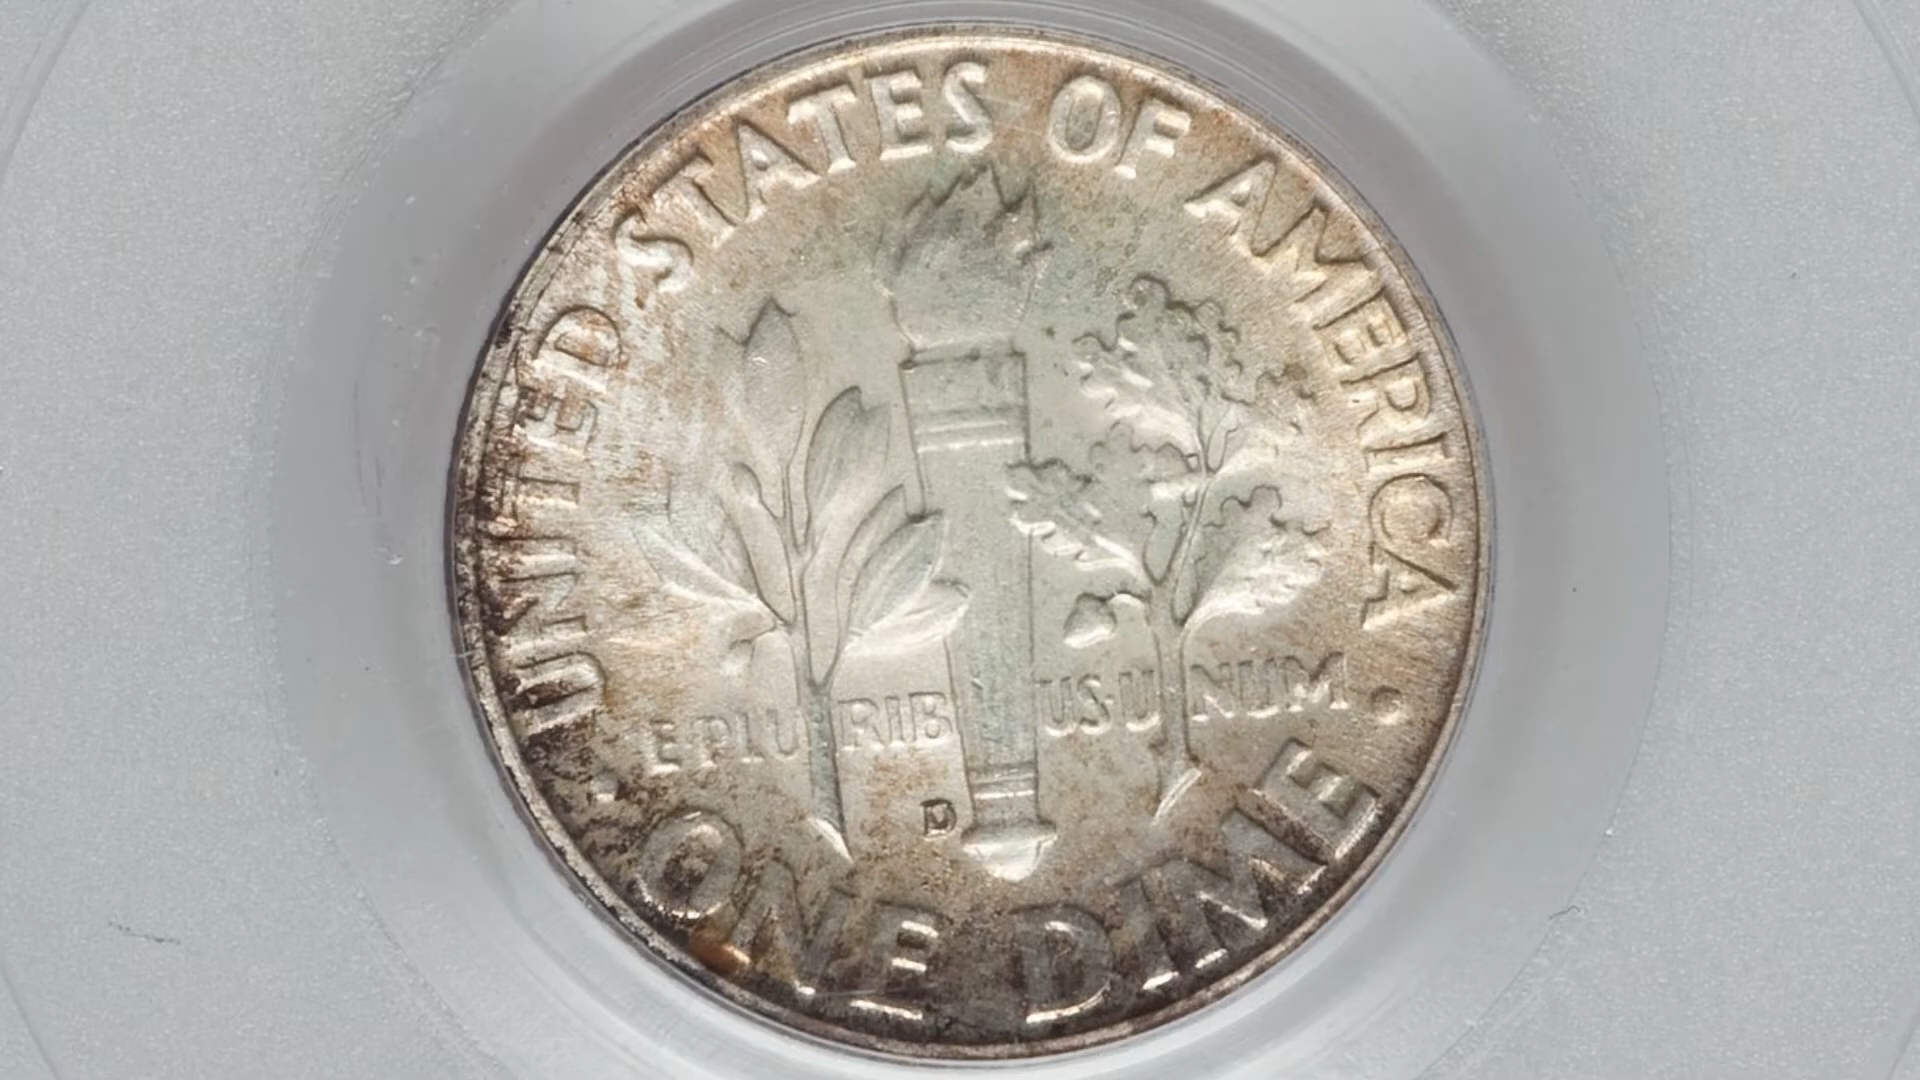 UNITED STATES OF AMERICA
E·PLURIBUS·UNUM
D
· ONE DIME ·